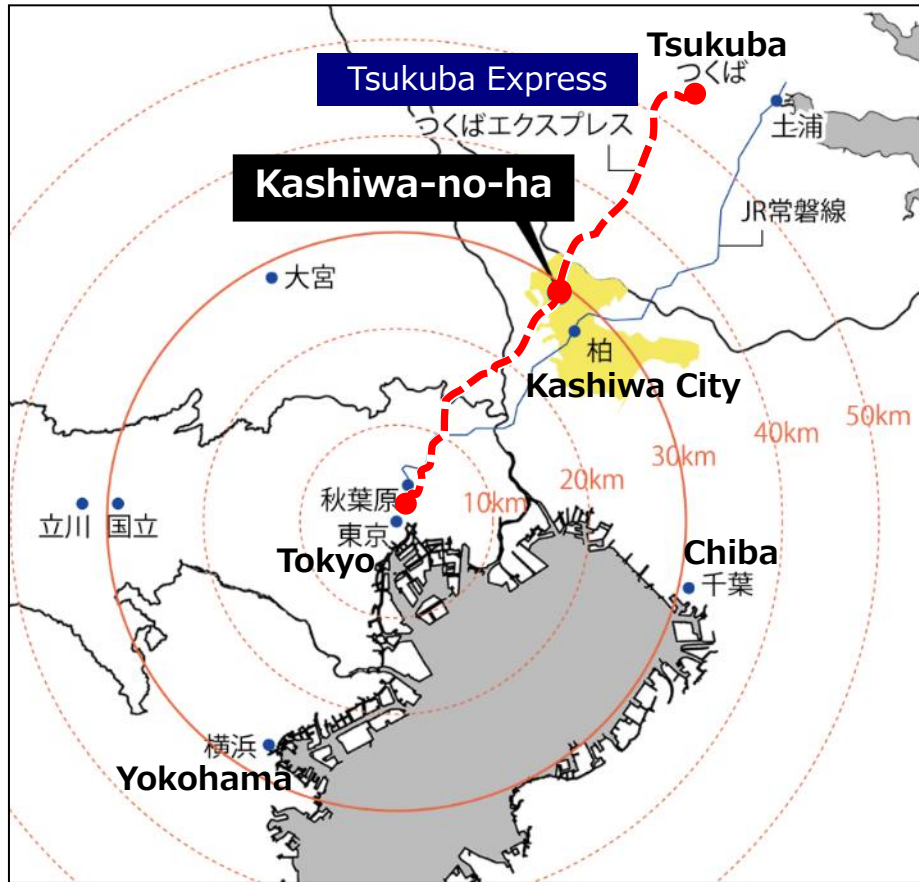 Tsukuba
つくば
Tsukuba Express
つくばエクスプレス
土浦
Kashiwa-no-ha
JR常磐線
大宮
柏
Kashiwa City
50km
40km
30km
20km
10km
秋葉原
立川
国立
東京
Tokyo
Chiba
千葉
横浜
Yokohama